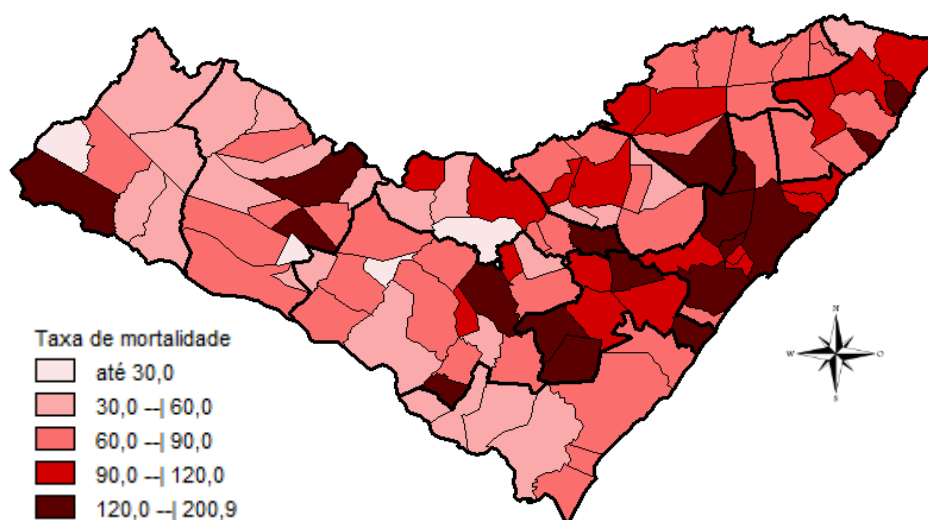 Taxa de mortalidade
até 30,0
30,0 --| 60,0
60,0 --| 90,0
90,0 --| 120,0
120,0 --| 200,9
N
W
O
S